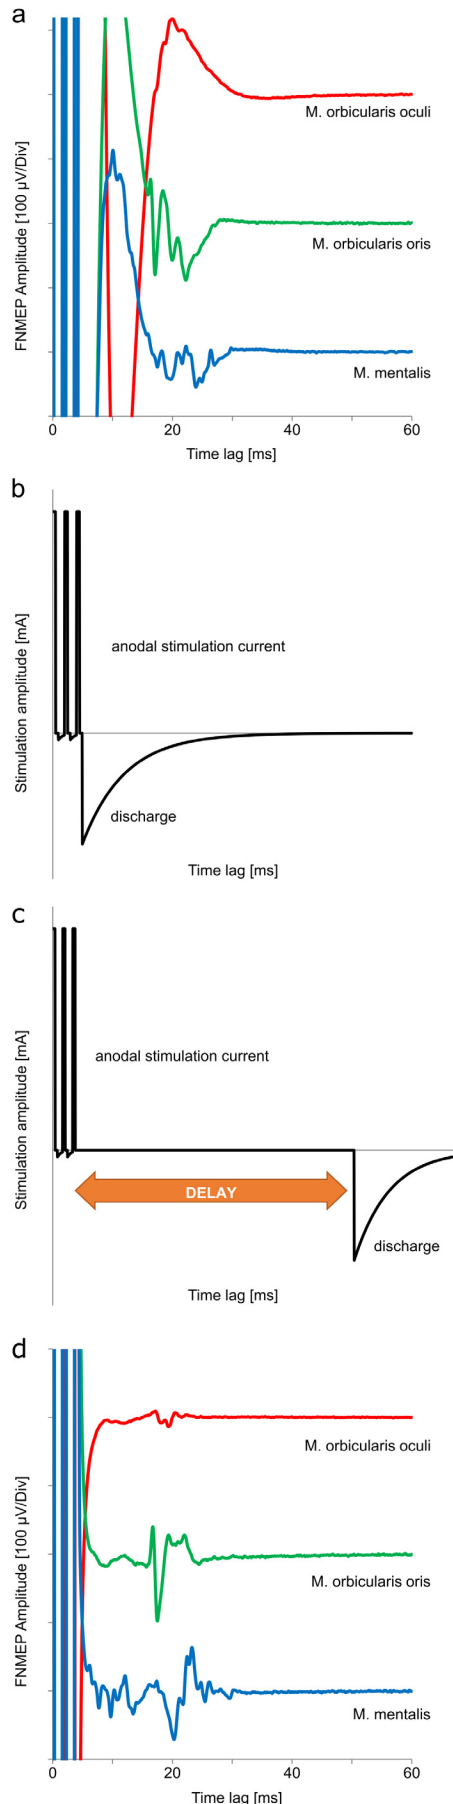 a
FNMEP Amplitude [100 µV/Div]
M. orbicularis oculi
M. orbicularis oris
M. mentalis
0 20 40 60
Time lag [ms]
b
Stimulation amplitude [mA]
anodal stimulation current
discharge
Time lag [ms]
c
Stimulation amplitude [mA]
anodal stimulation current
DELAY
discharge
Time lag [ms]
d
FNMEP Amplitude [100 µV/Div]
M. orbicularis oculi
M. orbicularis oris
M. mentalis
0 20 40 60
Time lag [ms]